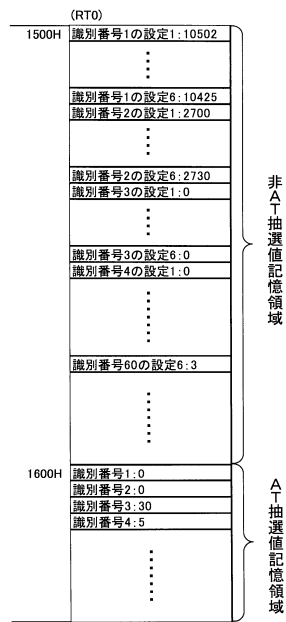 (RT0)
1500H
識別番号1の設定1:10502
識別番号1の設定6:10425
識別番号2の設定1:2700
識別番号2の設定6:2730
識別番号3の設定1:0
識別番号3の設定6:0
識別番号4の設定1:0
識別番号60の設定6:3
非AT抽選値記憶領域
1600H
識別番号1:0
識別番号2:0
識別番号3:30
識別番号4:5
AT抽選値記憶領域